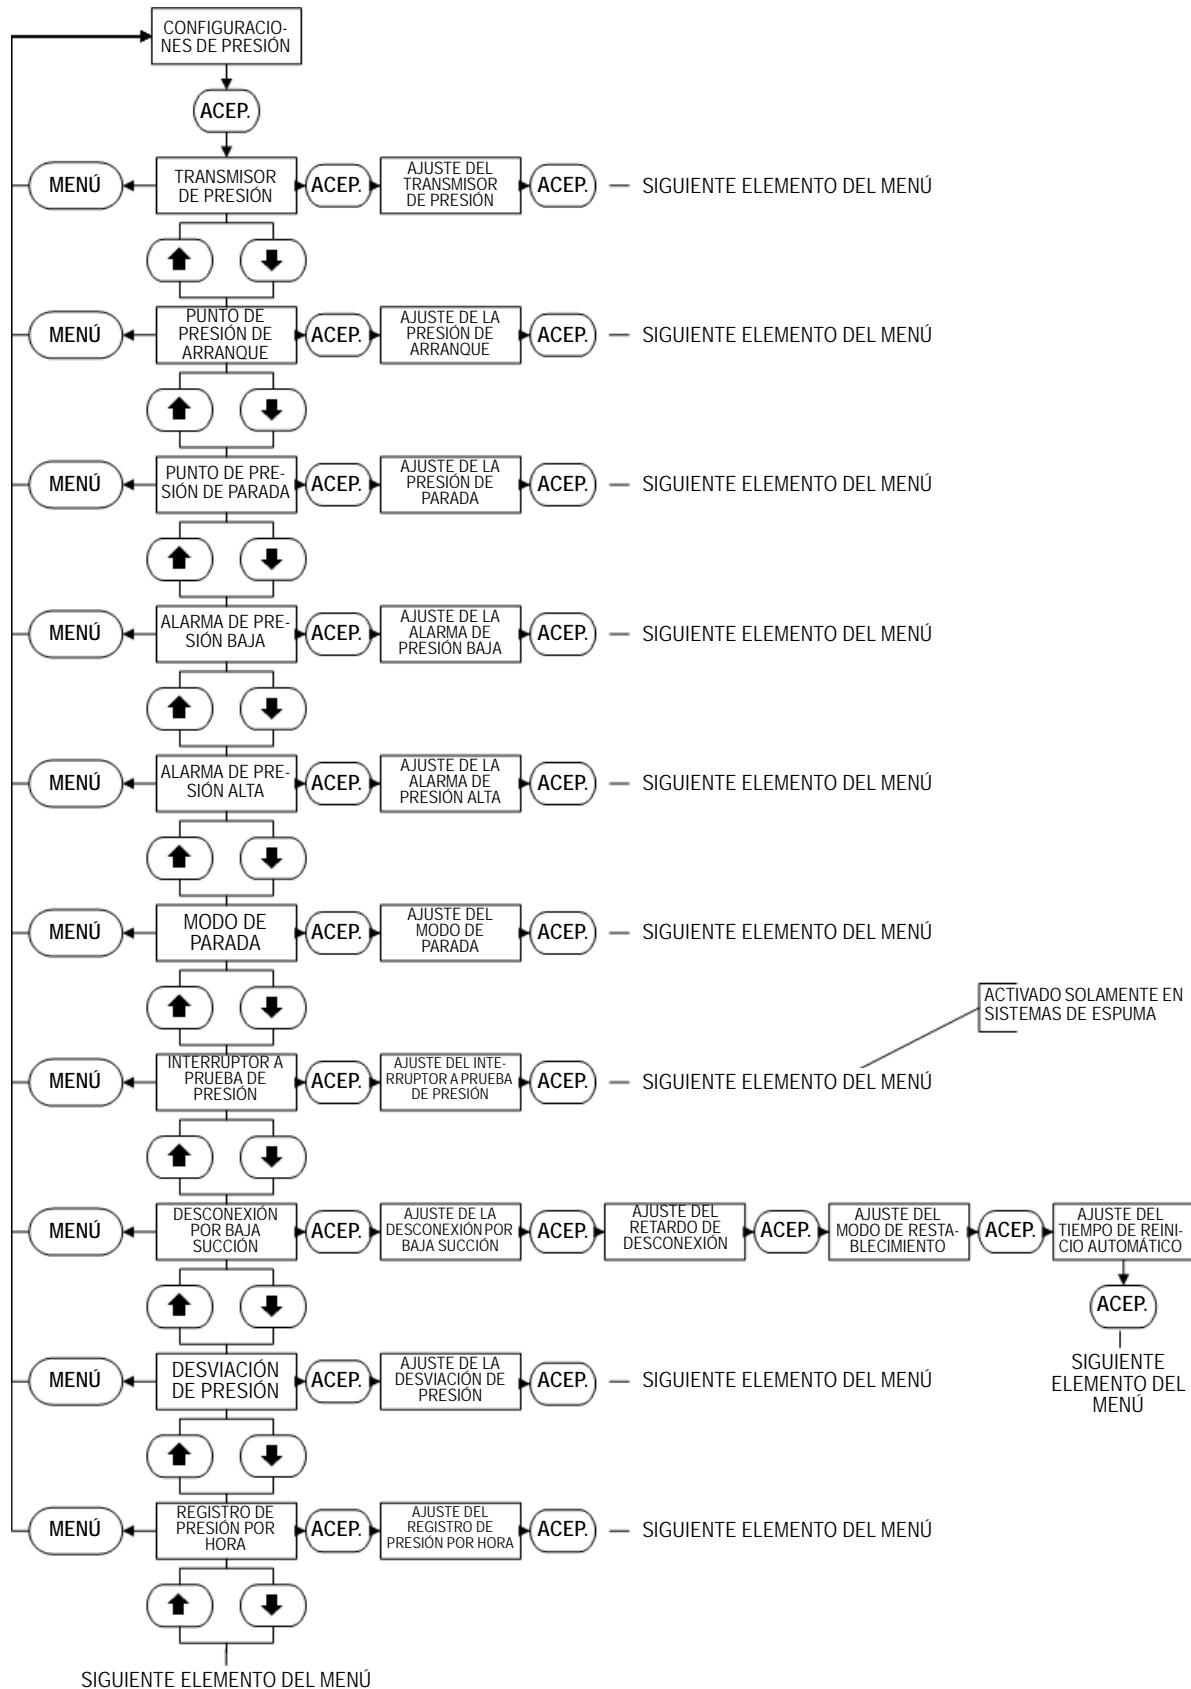 CONFIGURACIO-
NES DE PRESIÓN
ACEP.
MENÚ
TRANSMISOR
DE PRESIÓN
ACEP.
AJUSTE DEL
TRANSMISOR
DE PRESIÓN
ACEP.
SIGUIENTE ELEMENTO DEL MENÚ
MENÚ
PUNTO DE
PRESIÓN DE
ARRANQUE
ACEP.
AJUSTE DE LA
PRESIÓN DE
ARRANQUE
ACEP.
SIGUIENTE ELEMENTO DEL MENÚ
MENÚ
PUNTO DE PRE-
SIÓN DE PARADA
ACEP.
AJUSTE DE LA
PRESIÓN DE
PARADA
ACEP.
SIGUIENTE ELEMENTO DEL MENÚ
MENÚ
ALARMA DE PRE-
SIÓN BAJA
ACEP.
AJUSTE DE LA
ALARMA DE
PRESIÓN BAJA
ACEP.
SIGUIENTE ELEMENTO DEL MENÚ
MENÚ
ALARMA DE PRE-
SIÓN ALTA
ACEP.
AJUSTE DE LA
ALARMA DE
PRESIÓN ALTA
ACEP.
SIGUIENTE ELEMENTO DEL MENÚ
MENÚ
MODO DE
PARADA
ACEP.
AJUSTE DEL
MODO DE
PARADA
ACEP.
SIGUIENTE ELEMENTO DEL MENÚ
ACTIVADO SOLAMENTE EN
SISTEMAS DE ESPUMA
MENÚ
INTERRUPTOR A
PRUEBA DE
PRESIÓN
ACEP.
AJUSTE DEL INTE-
RRUPTOR A PRUEBA
DE PRESIÓN
ACEP.
SIGUIENTE ELEMENTO DEL MENÚ
MENÚ
DESCONEXIÓN
POR BAJA
SUCCIÓN
ACEP.
AJUSTE DE LA
DESCONEXIÓN POR
BAJA SUCCIÓN
ACEP.
AJUSTE DEL
RETARDO DE
DESCONEXIÓN
ACEP.
AJUSTE DEL
MODO DE RESTA-
BLECIMIENTO
ACEP.
AJUSTE DEL
TIEMPO DE REINI-
CIO AUTOMÁTICO
ACEP.
SIGUIENTE
ELEMENTO DEL
MENÚ
MENÚ
DESVIACIÓN
DE PRESIÓN
ACEP.
AJUSTE DE LA
DESVIACIÓN DE
PRESIÓN
ACEP.
SIGUIENTE ELEMENTO DEL MENÚ
MENÚ
REGISTRO DE
PRESIÓN POR
HORA
ACEP.
AJUSTE DEL
REGISTRO DE
PRESIÓN POR HORA
ACEP.
SIGUIENTE ELEMENTO DEL MENÚ
SIGUIENTE ELEMENTO DEL MENÚ